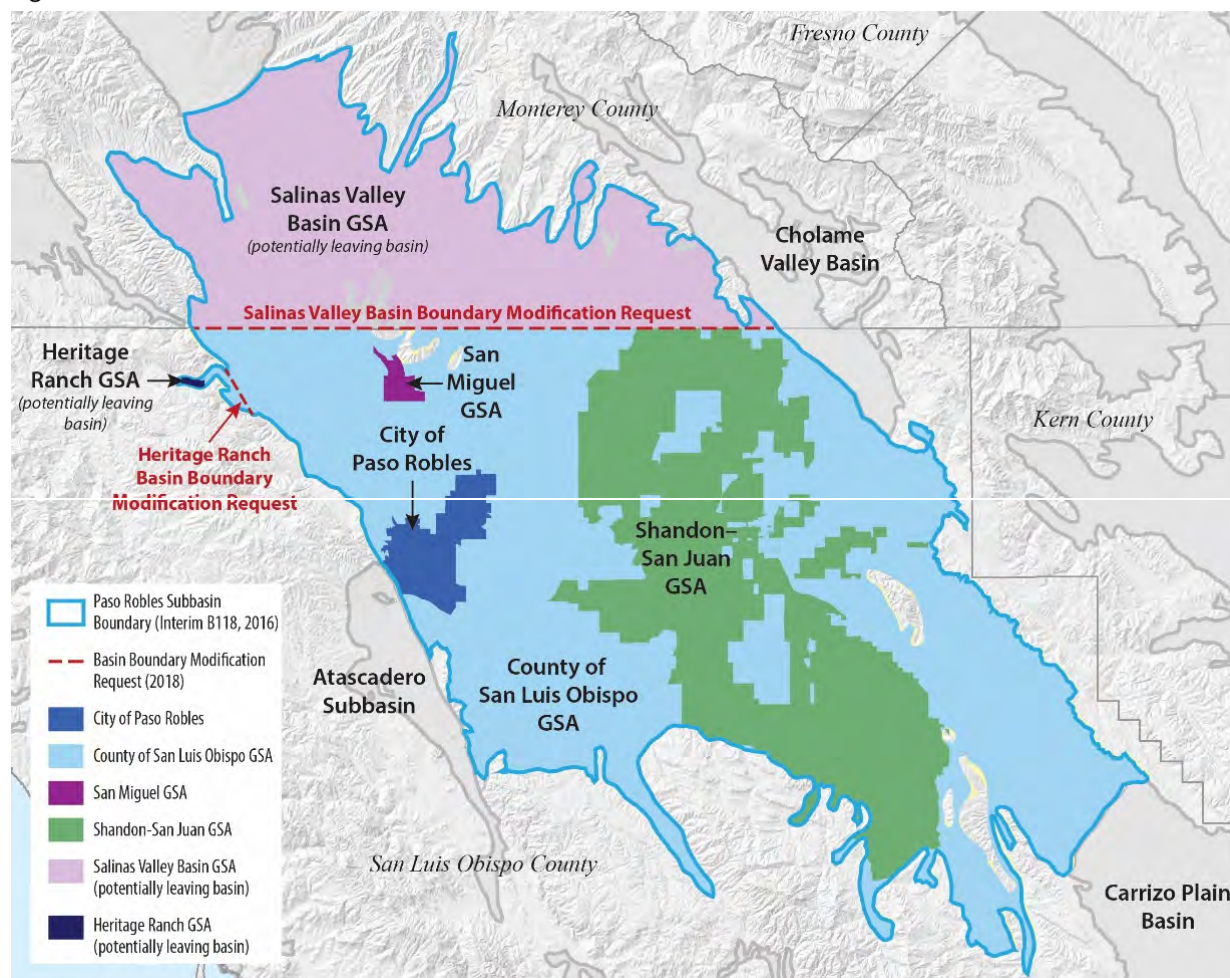 Fresno County
Monterey County
Salinas Valley
Basin GSA
(potentially leaving basin)
Cholame
Valley Basin
Salinas Valley Basin Boundary Modification Request
Heritage
Ranch GSA
(potentially leaving
basin)
San
Miguel
GSA
Kern County
City of
Paso Robles
Heritage Ranch
Basin Boundary
Modification Request
Shandon–
San Juan
GSA
County of
San Luis Obispo
GSA
Atascadero
Subbasin
San Luis Obispo County
Carrizo Plain
Basin
Paso Robles Subbasin
Boundary (Interim B118, 2016)
Basin Boundary Modification
Request (2018)
City of Paso Robles
County of San Luis Obispo GSA
San Miguel GSA
Shandon-San Juan GSA
Salinas Valley Basin GSA
(potentially leaving basin)
Heritage Ranch GSA
(potentially leaving basin)